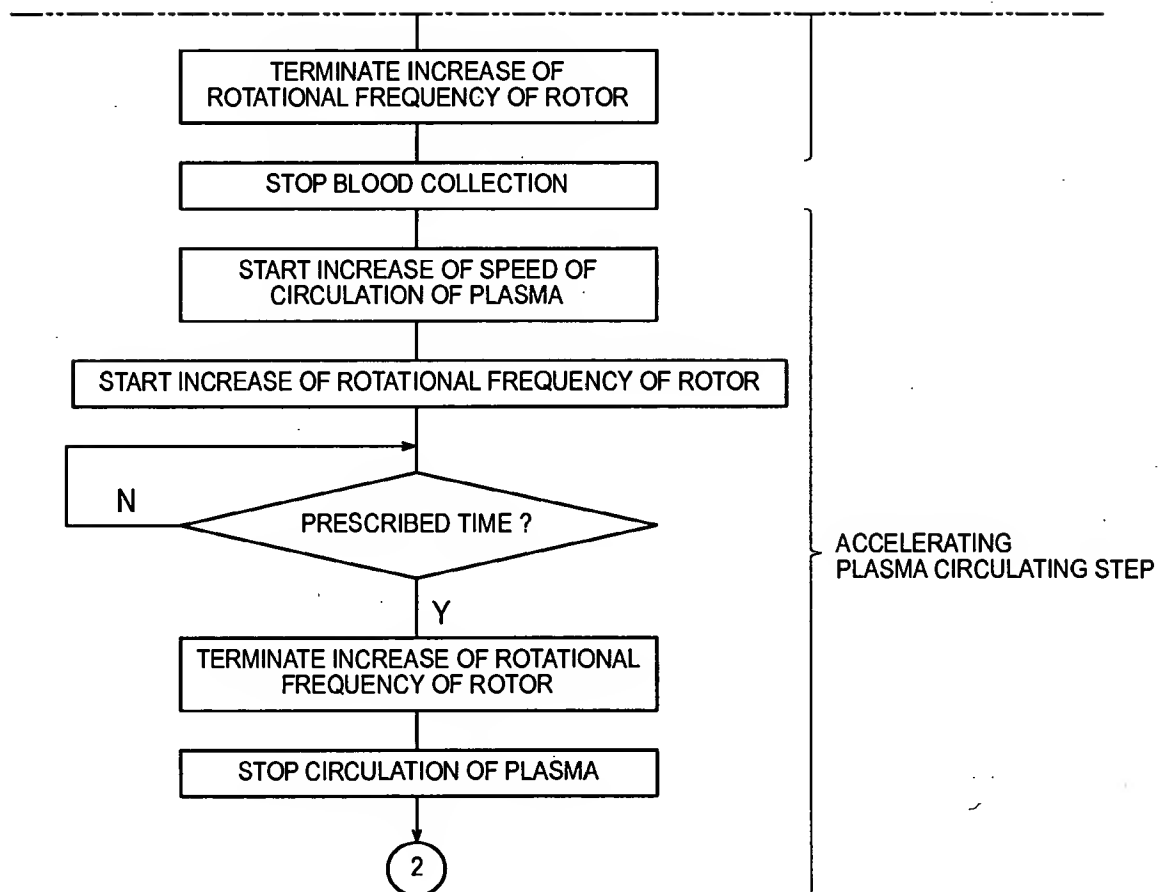 TERMINATE INCREASE OF
ROTATIONAL FREQUENCY OF ROTOR
STOP BLOOD COLLECTION
START INCREASE OF SPEED OF
CIRCULATION OF PLASMA
START INCREASE OF ROTATIONAL FREQUENCY OF ROTOR
N
PRESCRIBED TIME ?
Y
ACCELERATING
PLASMA CIRCULATING STEP
TERMINATE INCREASE OF ROTATIONAL
FREQUENCY OF ROTOR
STOP CIRCULATION OF PLASMA
2